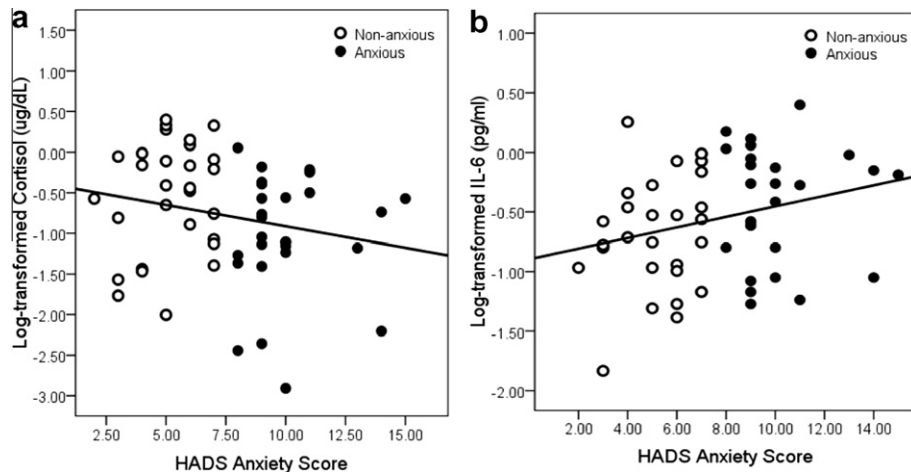 a
Log-transformed Cortisol (ug/dL)
1.50
1.00
0.50
0.00
-0.50
-1.00
-1.50
-2.00
-2.50
-3.00
Non-anxious
Anxious
2.50 5.00 7.50 10.00 12.50 15.00
HADS Anxiety Score
b
Log-transformed IL-6 (pg/ml)
1.00
0.50
0.00
-0.50
-1.00
-1.50
-2.00
Non-anxious
Anxious
2.00 4.00 6.00 8.00 10.00 12.00 14.00
HADS Anxiety Score